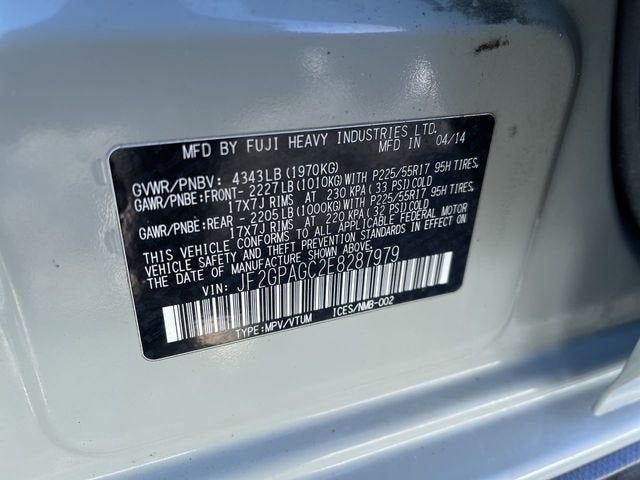 MFD BY FUJI HEAVY INDUSTRIES LTD.
MFD IN 04/14
GVWR/PNBV: 4343LB(1970KG)
GAWR/PNBE:FRONT- 2227LB(1010KG)WITH P225/55R17 95H TIRES,
17X7J RIMS AT 230 KPA(33 PSI)COLD
GAWR/PNBE:REAR - 2205LB(1000KG)WITH P225/55R17 95H TIRES,
17X7J RIMS AT 220 KPA(32 PSI)COLD
THIS VEHICLE CONFORMS TO ALL APPLICABLE FEDERAL MOTOR
VEHICLE SAFETY AND THEFT PREVENTION STANDARDS IN EFFECT ON
THE DATE OF MANUFACTURE SHOWN ABOVE.
VIN: JF2GPAGC2E8287979
TYPE:MPV/VTUM ICES/NMB-002